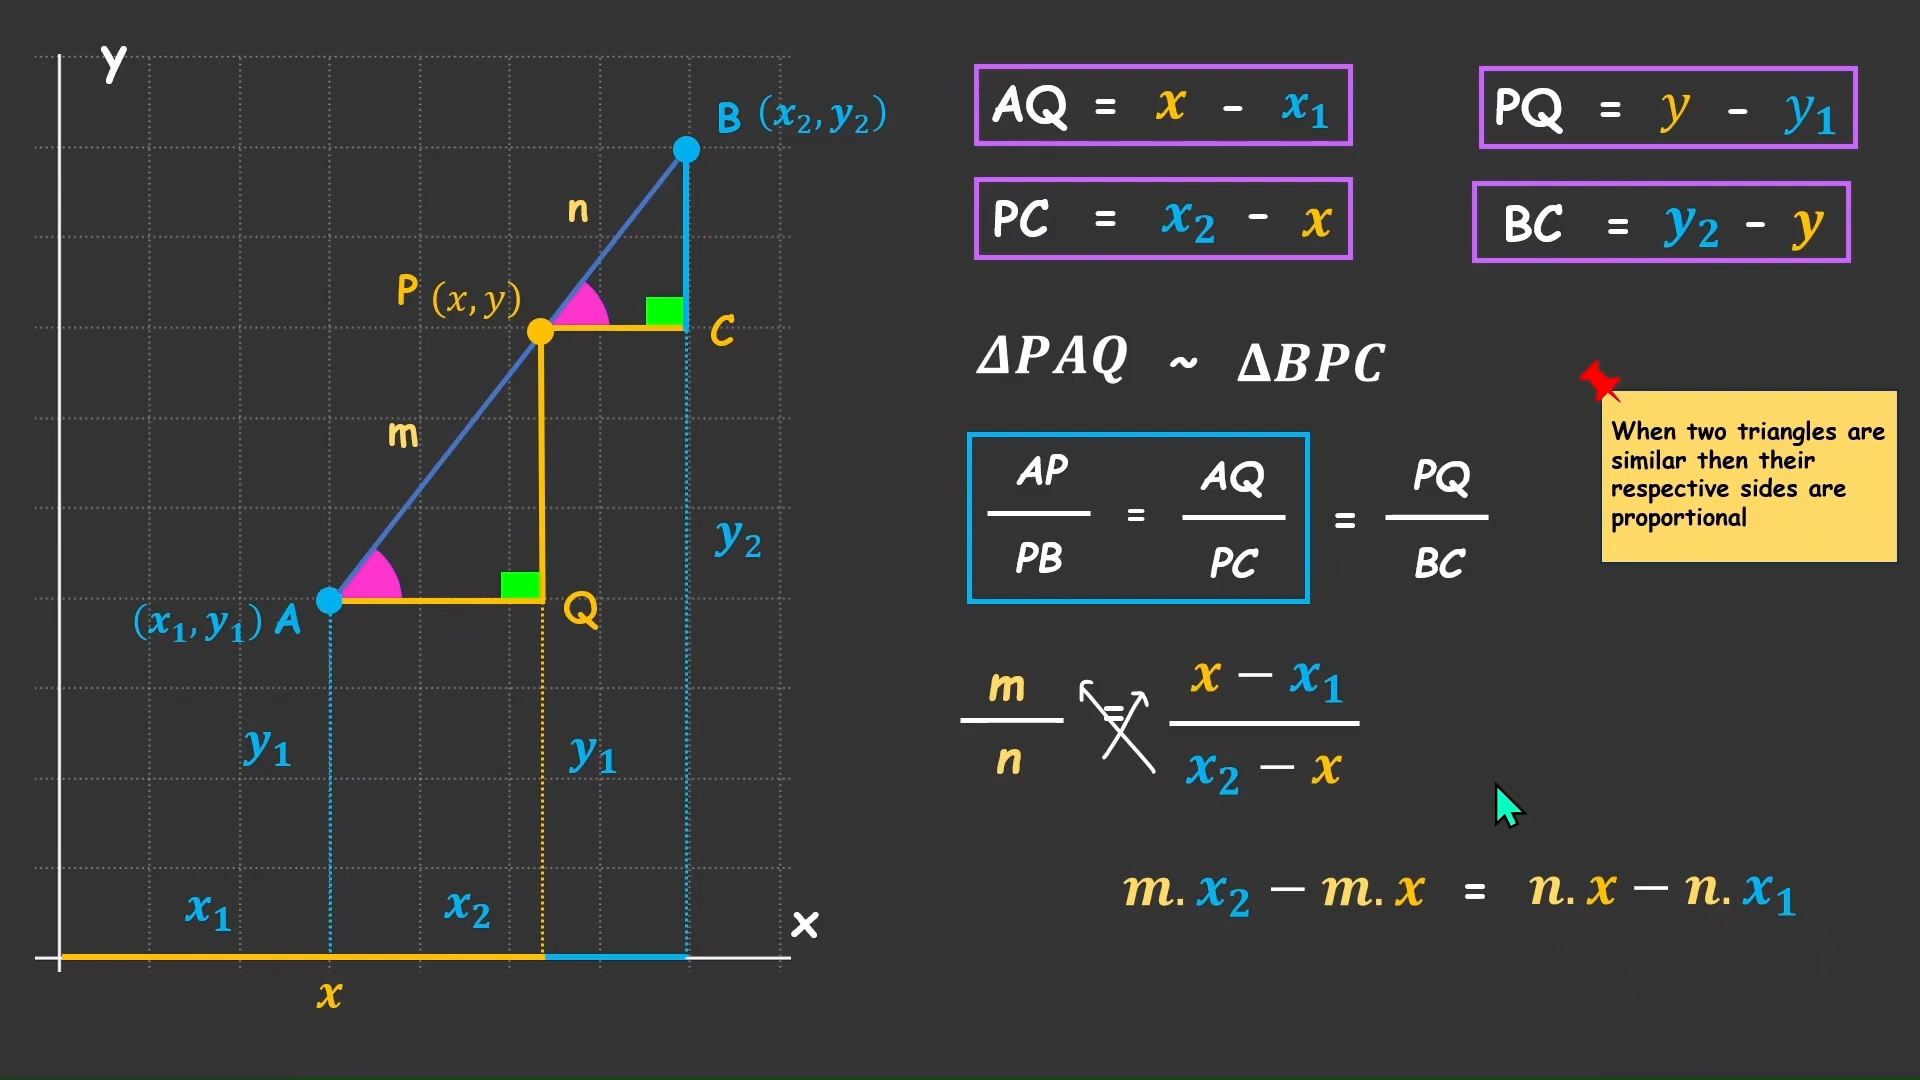 y
B (x₂, y₂)
n
P (x, y)
C
m
y₂
(x₁, y₁) A
Q
y₁
y₁
x₁
x₂
x
x
AQ = x - x₁
PQ = y - y₁
PC = x₂ - x
BC = y₂ - y
ΔPAQ ~ ΔBPC
AP/PB = AQ/PC = PQ/BC
When two triangles are
similar then their
respective sides are
proportional
m/n = (x − x₁)/(x₂ − x)
m. x₂ − m. x = n. x − n. x₁